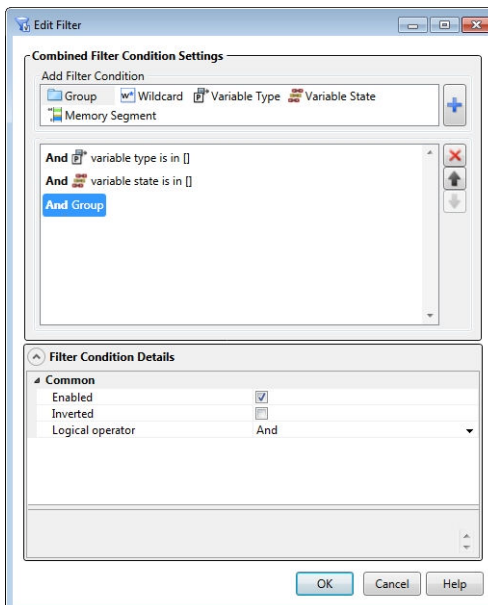 Edit Filter
Combined Filter Condition Settings
Add Filter Condition
Group Wildcard Variable Type Variable State
Memory Segment
And variable type is in []
And variable state is in []
And Group
Filter Condition Details
Common
Enabled
Inverted
Logical operator And
OK Cancel Help